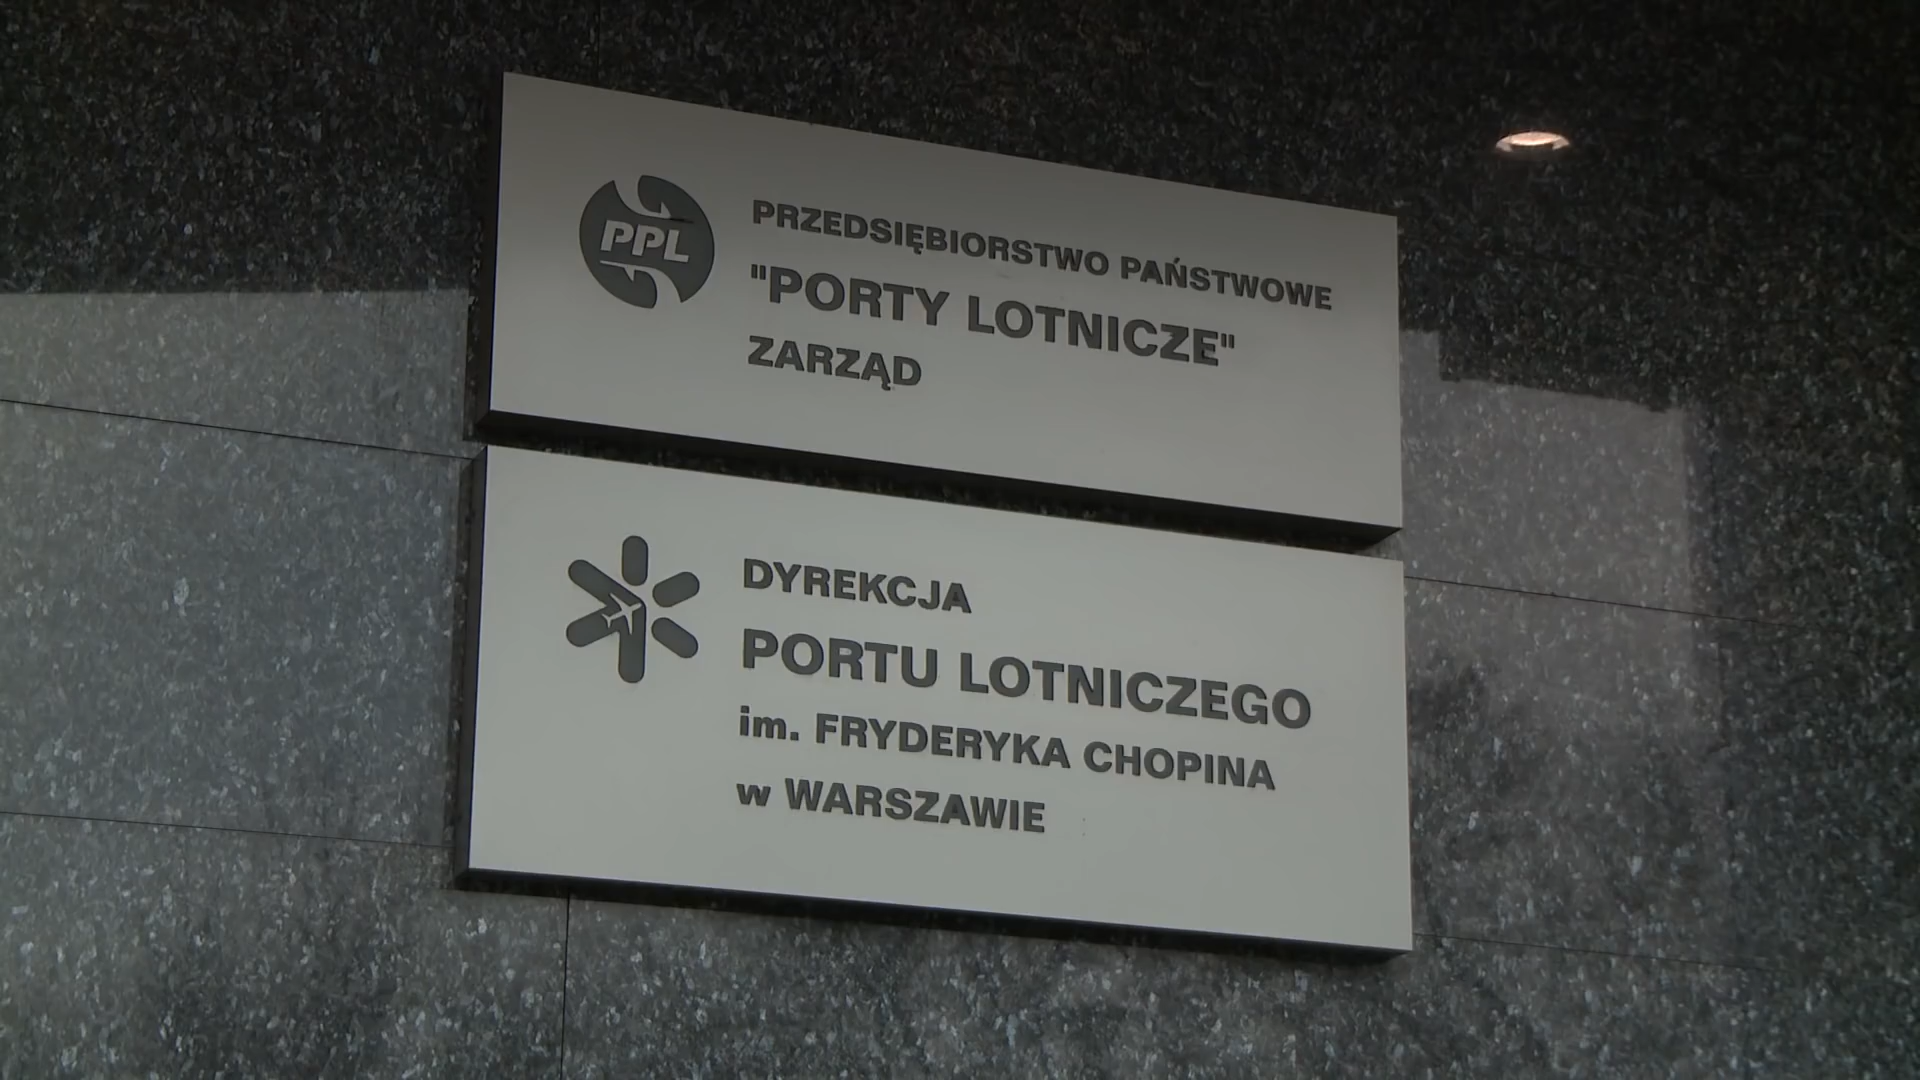 PPL
PRZEDSIĘBIORSTWO PAŃSTWOWE
"PORTY LOTNICZE"
ZARZĄD
DYREKCJA
PORTU LOTNICZEGO
im. FRYDERYKA CHOPINA
w WARSZAWIE